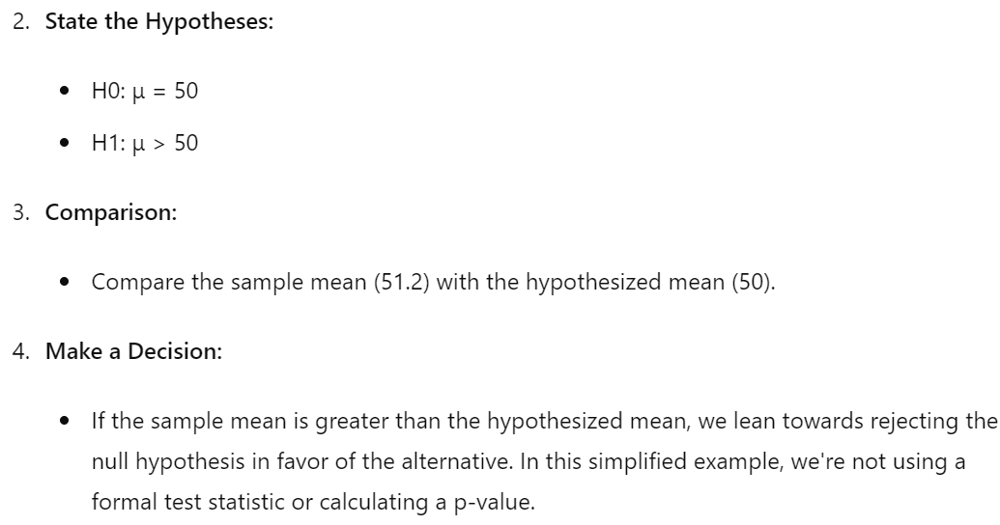 2. State the Hypotheses:
• H0: μ = 50
• H1: μ > 50
3. Comparison:
• Compare the sample mean (51.2) with the hypothesized mean (50).
4. Make a Decision:
• If the sample mean is greater than the hypothesized mean, we lean towards rejecting the
null hypothesis in favor of the alternative. In this simplified example, we're not using a
formal test statistic or calculating a p-value.